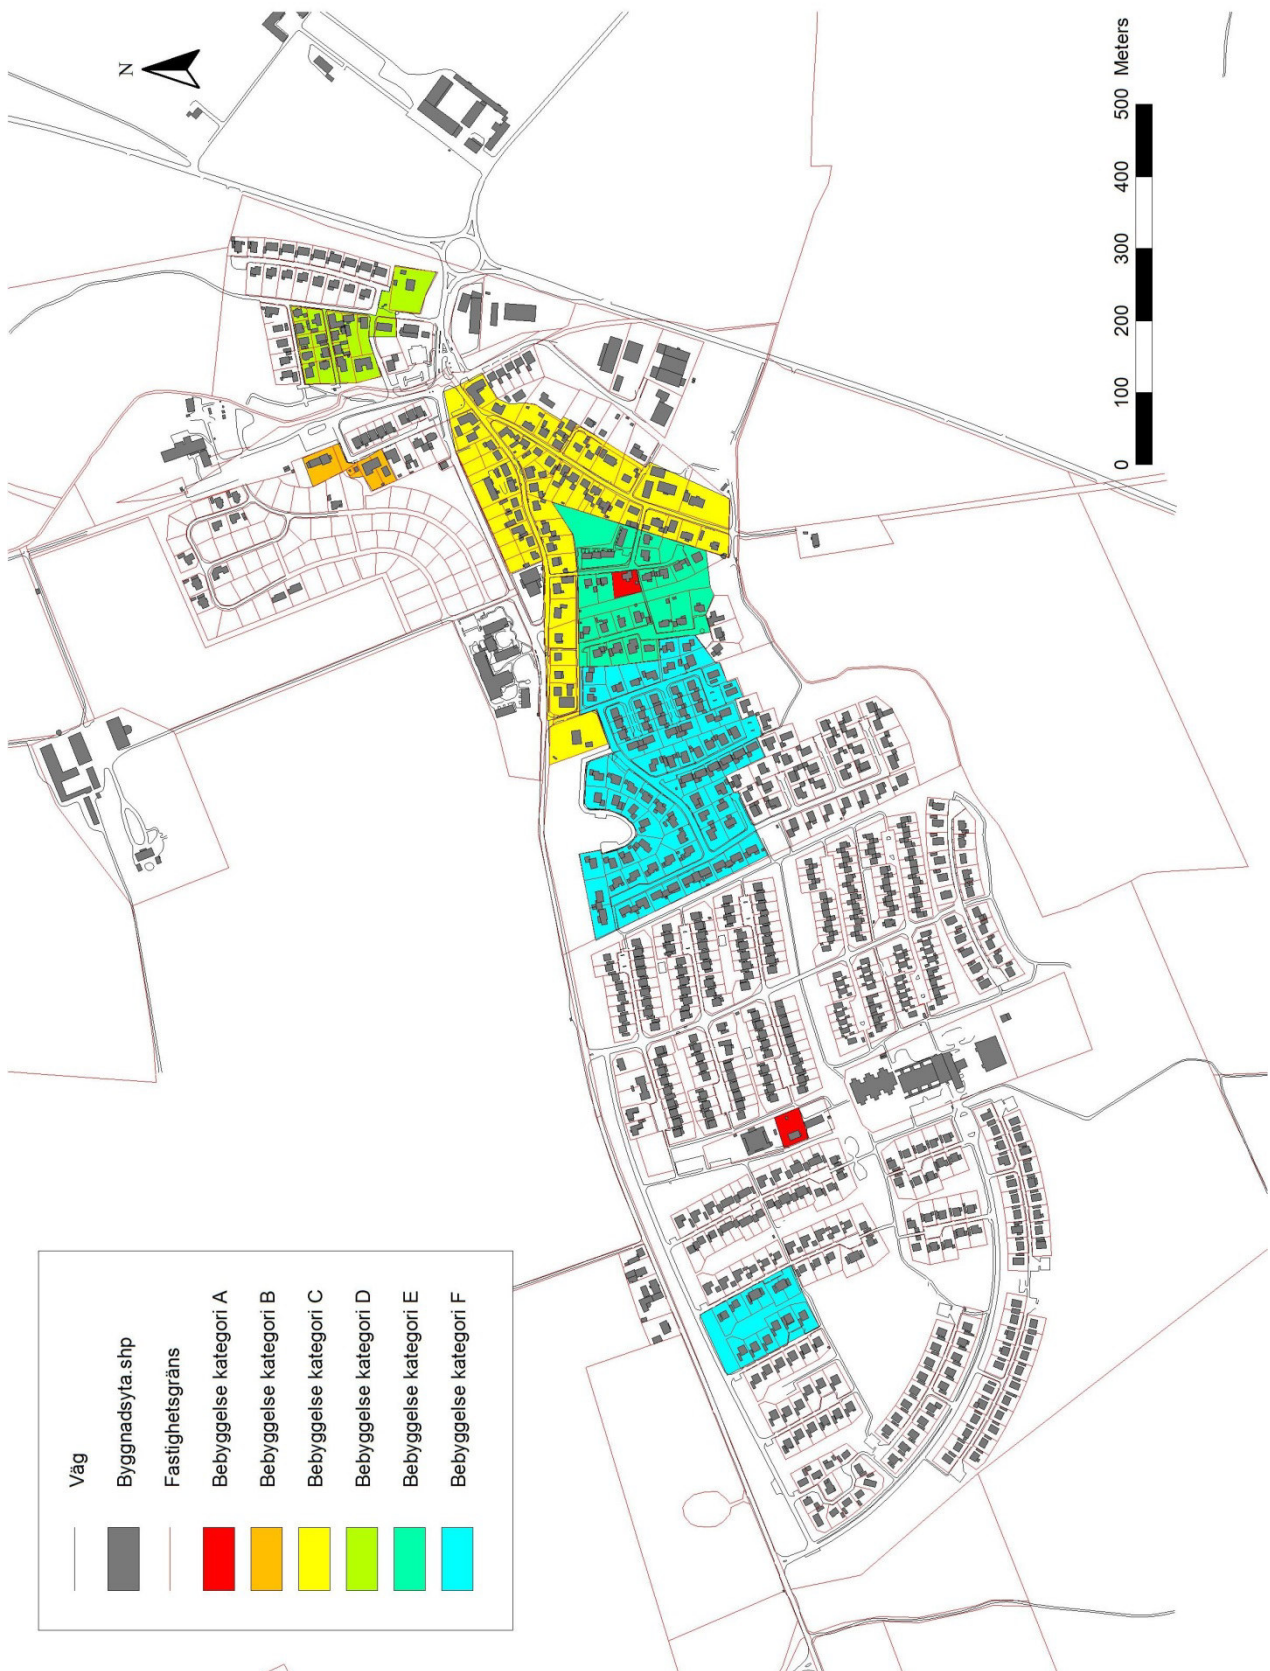 N
Väg
Byggnadsyta.shp
Fastighetsgräns
Bebyggelse kategori A
Bebyggelse kategori B
Bebyggelse kategori C
Bebyggelse kategori D
Bebyggelse kategori E
Bebyggelse kategori F
0 100 200 300 400 500 Meters